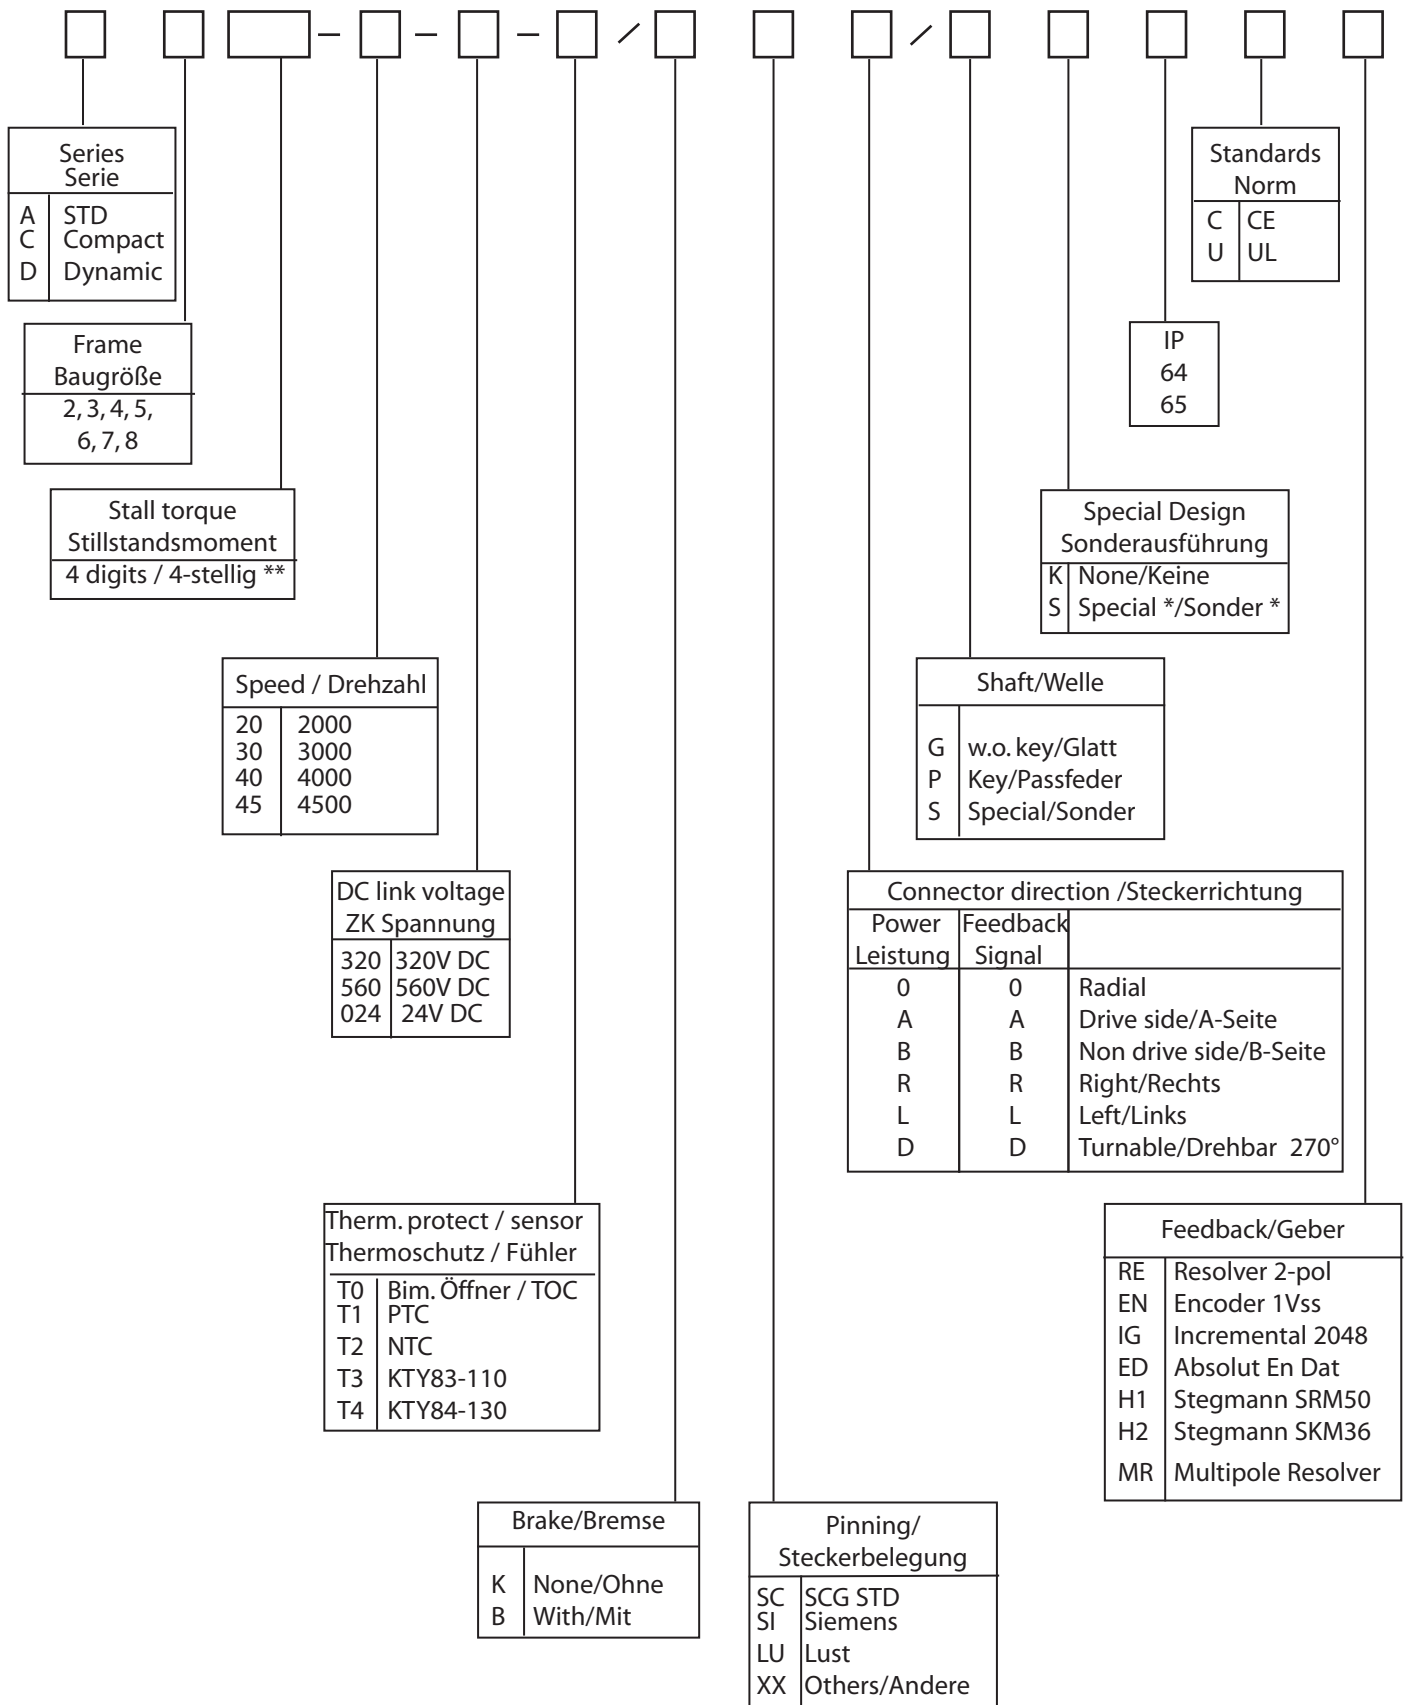 Series
Serie
A STD
C Compact
D Dynamic
Standards
Norm
C CE
U UL
Frame
Baugröße
2, 3, 4, 5,
6, 7, 8
IP
64
65
Stall torque
Stillstandsmoment
4 digits / 4-stellig **
Special Design
Sonderausführung
K None/Keine
S Special */Sonder *
Speed / Drehzahl
20 2000
30 3000
40 4000
45 4500
Shaft/Welle
G w.o. key/Glatt
P Key/Passfeder
S Special/Sonder
DC link voltage
ZK Spannung
320 320V DC
560 560V DC
024 24V DC
Connector direction /Steckerrichtung
Power Feedback
Leistung Signal
0 0 Radial
A A Drive side/A-Seite
B B Non drive side/B-Seite
R R Right/Rechts
L L Left/Links
D D Turnable/Drehbar 270°
Therm. protect / sensor
Thermoschutz / Fühler
T0 Bim. Öffner / TOC
T1 PTC
T2 NTC
T3 KTY83-110
T4 KTY84-130
Feedback/Geber
RE Resolver 2-pol
EN Encoder 1Vss
IG Incremental 2048
ED Absolut En Dat
H1 Stegmann SRM50
H2 Stegmann SKM36
MR Multipole Resolver
Brake/Bremse
K None/Ohne
B With/Mit
Pinning/
Steckerbelegung
SC SCG STD
SI Siemens
LU Lust
XX Others/Andere